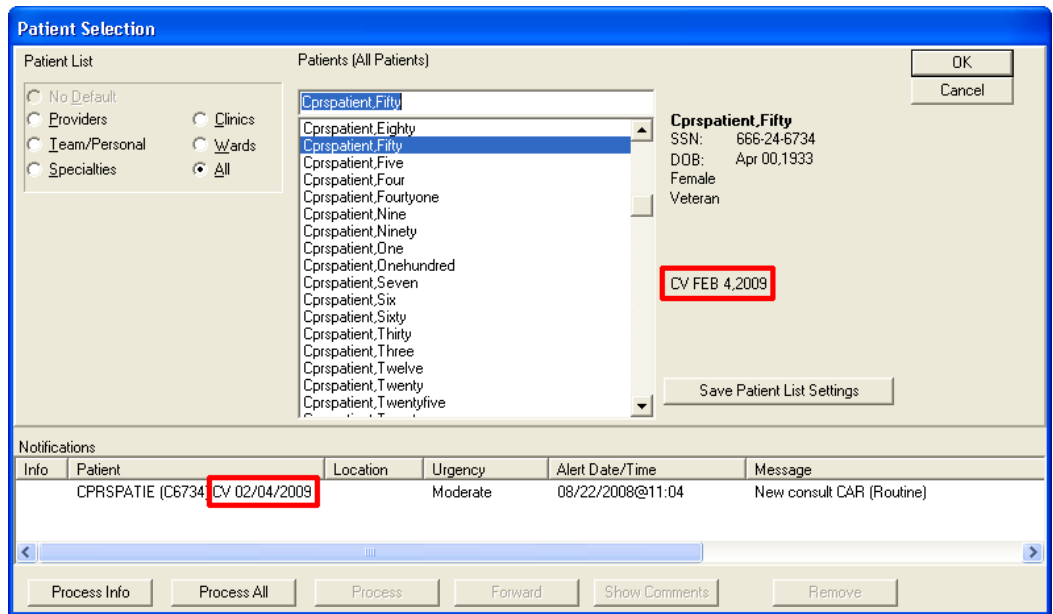 Patient Selection
Patient List
No Default
Providers
Team/Personal
Specialties
Clinics
Wards
All
Patients (All Patients)
Cprspatient,Fifty
Cprspatient,Eighty
Cprspatient,Fifty
Cprspatient,Five
Cprspatient,Four
Cprspatient,Fourtyone
Cprspatient,Nine
Cprspatient,Ninety
Cprspatient,One
Cprspatient,Onehundred
Cprspatient,Seven
Cprspatient,Six
Cprspatient,Sixty
Cprspatient,Thirty
Cprspatient,Three
Cprspatient,Twelve
Cprspatient,Twenty
Cprspatient,Twentyfive
OK
Cancel
Cprspatient,Fifty
SSN: 666-24-6734
DOB: Apr 00,1933
Female
Veteran
CV FEB 4,2009
Save Patient List Settings
Notifications
Info Patient Location Urgency Alert Date/Time Message
CPRSPATIE (C6734) CV 02/04/2009 Moderate 08/22/2008@11:04 New consult CAR (Routine)
Process Info Process All Process Forward Show Comments Remove